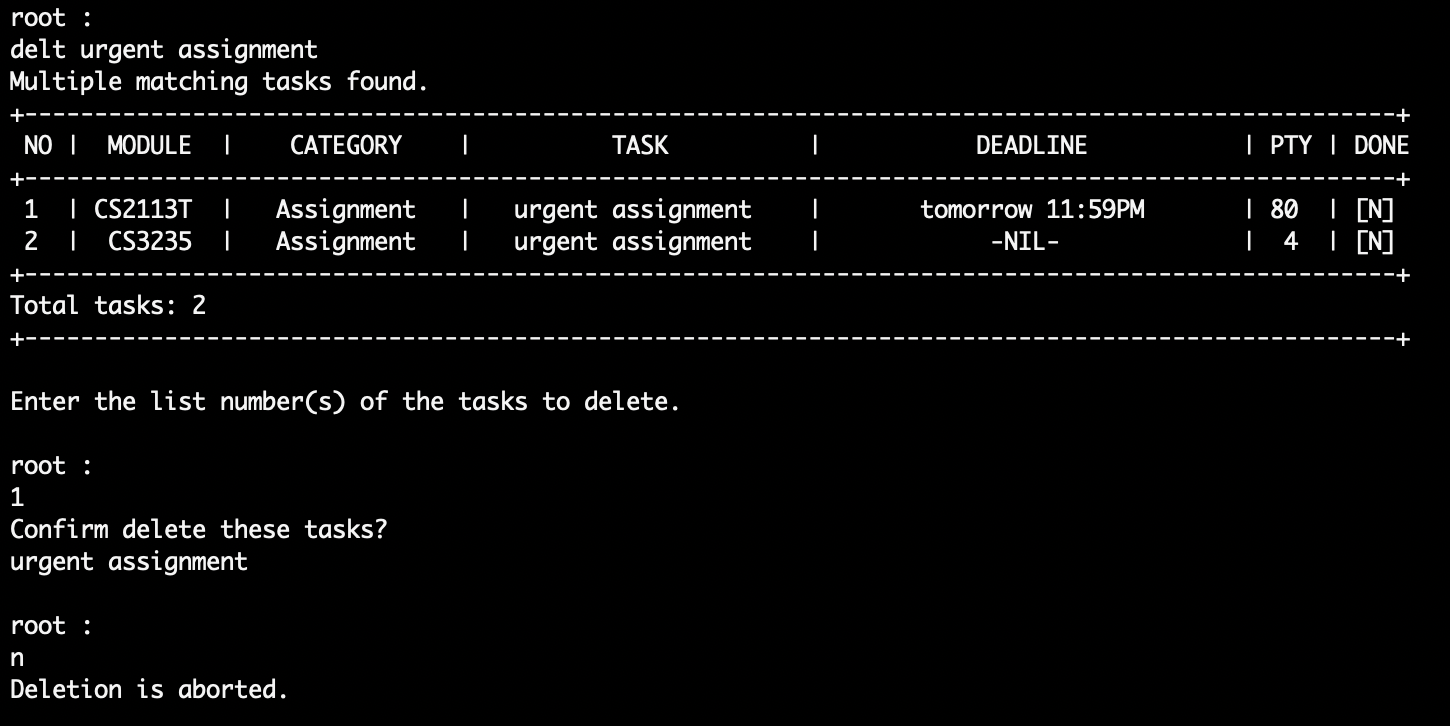 root :
delt urgent assignment
Multiple matching tasks found.
+--------------------------------------------------------------------------------------------------+
 NO |  MODULE  |    CATEGORY    |          TASK          |           DEADLINE           | PTY | DONE
+--------------------------------------------------------------------------------------------------+
 1  | CS2113T  |   Assignment   |   urgent assignment    |       tomorrow 11:59PM       | 80  | [N]
 2  |  CS3235  |   Assignment   |   urgent assignment    |            -NIL-             |  4  | [N]
+--------------------------------------------------------------------------------------------------+
Total tasks: 2
+--------------------------------------------------------------------------------------------------+
Enter the list number(s) of the tasks to delete.
root :
1
Confirm delete these tasks?
urgent assignment
root :
n
Deletion is aborted.